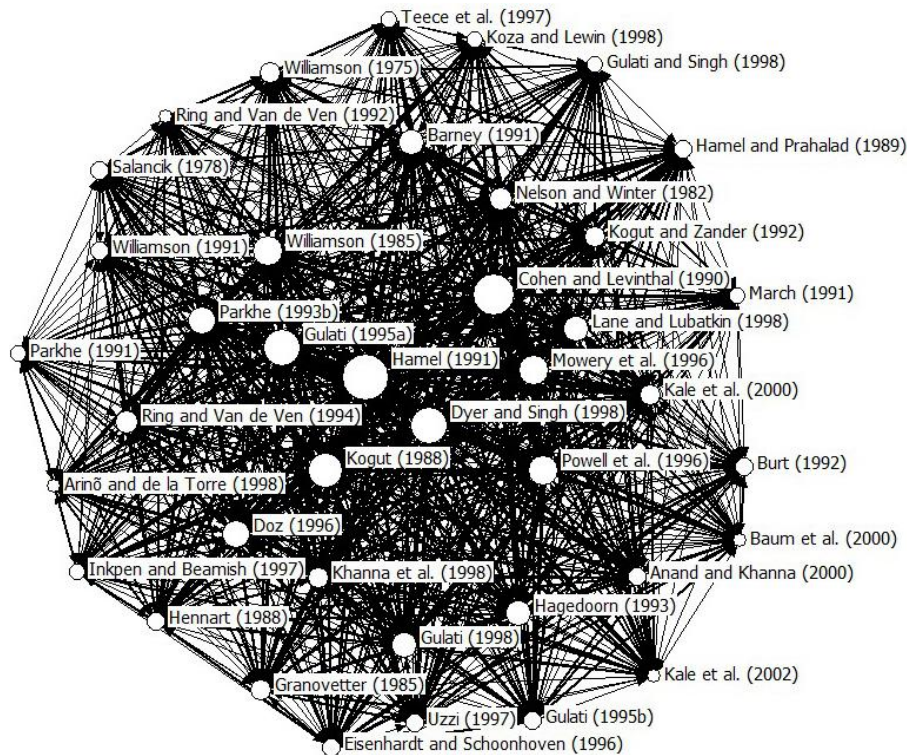 Teece et al. (1997)
Koza and Lewin (1998)
Gulati and Singh (1998)
Williamson (1975)
Ring and Van de Ven (1992)
Barney (1991)
Hamel and Prahalad (1989)
Salancik (1978)
Nelson and Winter (1982)
Kogut and Zander (1992)
Williamson (1991)
Williamson (1985)
Cohen and Levinthal (1990)
March (1991)
Parkhe (1993b)
Lane and Lubatkin (1998)
Gulati (1995a)
Parkhe (1991)
Hamel (1991)
Mowery et al. (1996)
Kale et al. (2000)
Ring and Van de Ven (1994)
Dyer and Singh (1998)
Kogut (1988)
Powell et al. (1996)
Burt (1992)
Arinõ and de la Torre (1998)
Doz (1996)
Baum et al. (2000)
Inkpen and Beamish (1997)
Khanna et al. (1998)
Anand and Khanna (2000)
Hagedoorn (1993)
Hennart (1988)
Gulati (1998)
Kale et al. (2002)
Granovetter (1985)
Uzzi (1997)
Gulati (1995b)
Eisenhardt and Schoonhoven (1996)